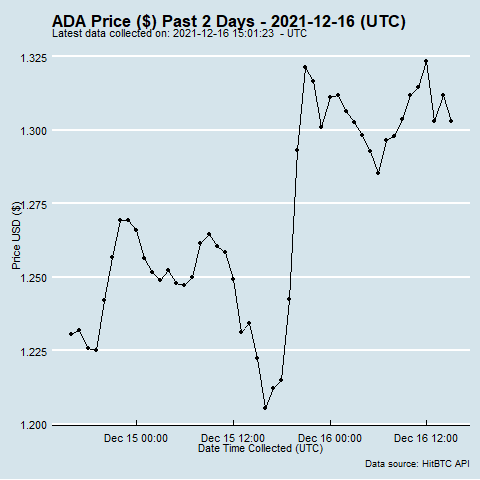 ADA Price ($) Past 2 Days - 2021-12-16 (UTC)
Latest data collected on: 2021-12-16 15:01:23 - UTC
1.325
1.300
1.275
1.250
1.225
1.200
Price USD ($)
Dec 15 00:00 Dec 15 12:00 Dec 16 00:00 Dec 16 12:00
Date Time Collected (UTC)
Data source: HitBTC API